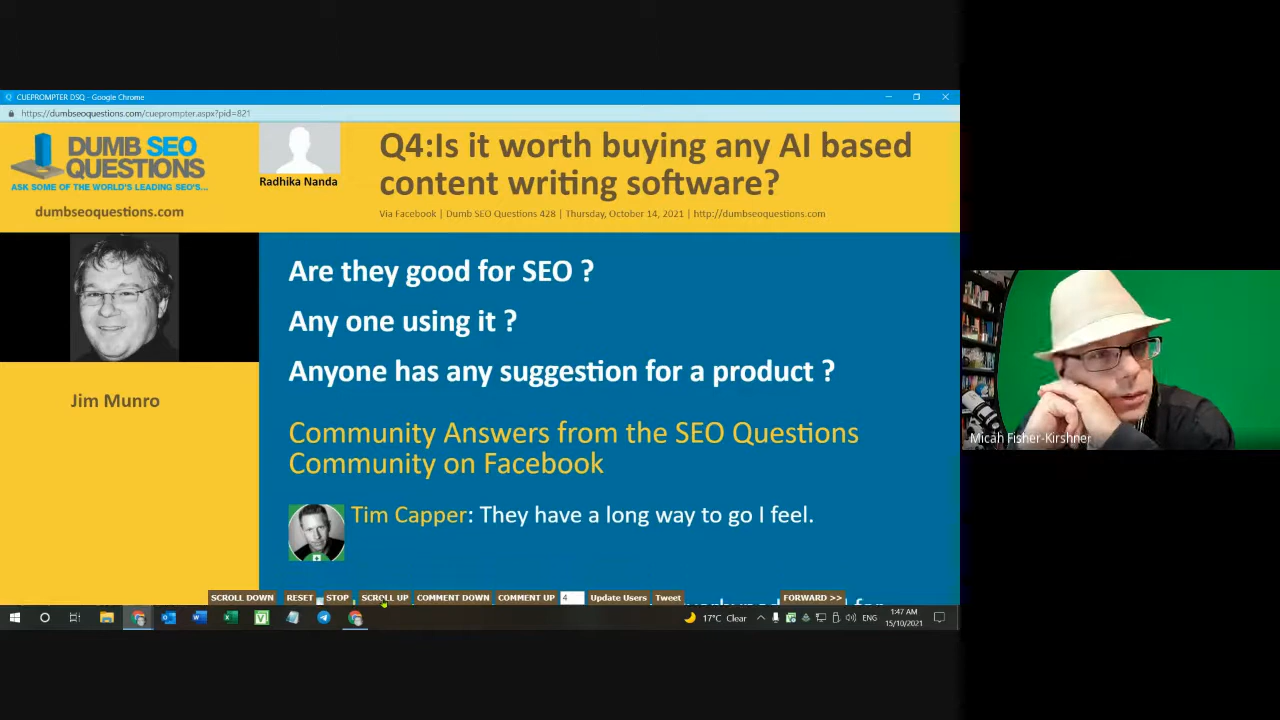 CUEPROMPTER DSQ - Google Chrome
https://dumbseoquestions.com/cueprompter.aspx?pid=821
DUMB SEO
QUESTIONS
ASK SOME OF THE WORLD'S LEADING SEO'S...
dumbseoquestions.com
Radhika Nanda
Q4:Is it worth buying any AI based
content writing software?
Via Facebook | Dumb SEO Questions 428 | Thursday, October 14, 2021 | http://dumbseoquestions.com
Jim Munro
Are they good for SEO ?
Any one using it ?
Anyone has any suggestion for a product ?
Community Answers from the SEO Questions
Community on Facebook
Tim Capper: They have a long way to go I feel.
Micah Fisher-Kirshner
SCROLL DOWN RESET STOP SCROLL UP COMMENT DOWN COMMENT UP 4 Update Users Tweet FORWARD >>
17°C Clear ENG 1:47 AM
15/10/2021